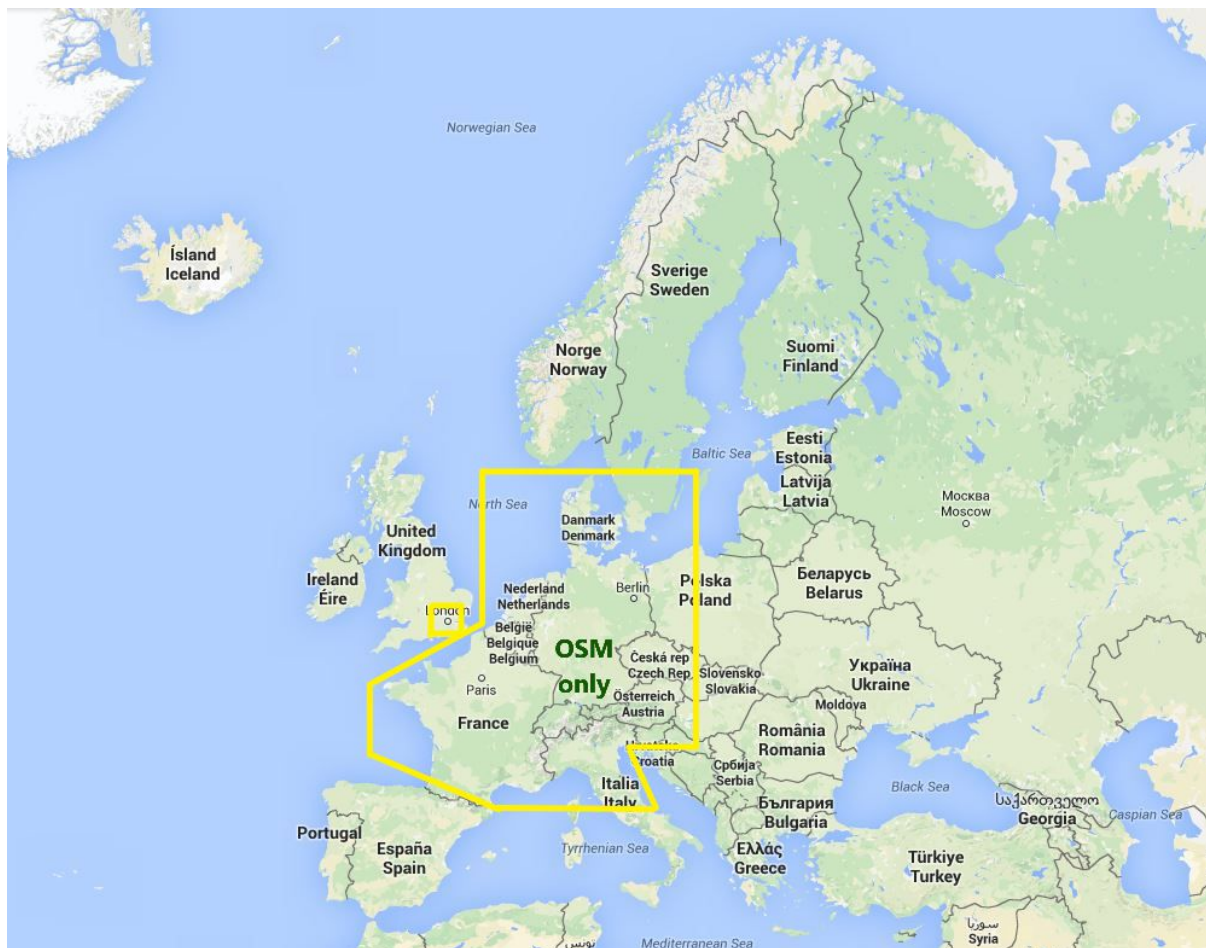 Norwegian Sea
Ísland
Iceland
Sverige
Sweden
Norge
Norway
Suomi
Finland
Eesti
Estonia
Baltic Sea
Latvija
Latvia
Москва
Moscow
North Sea
Danmark
Denmark
United
Kingdom
Ireland
Éire
London
Nederland
Netherlands
Berlin
Polska
Poland
Беларусь
Belarus
België
Belgique
Belgium
OSM
only
Paris
Česká rep
Czech Rep
Slovensko
Slovakia
Україна
Ukraine
Österreich
Austria
Moldova
France
România
Romania
Hrvatska
Croatia
Србија
Serbia
Italia
Italy
България
Bulgaria
Black Sea
საქართველო
Georgia
Caspian Sea
Portugal
España
Spain
Tyrrhenian Sea
Ελλάς
Greece
Türkiye
Turkey
Mediterranean Sea
تونس
سوريا
Syria